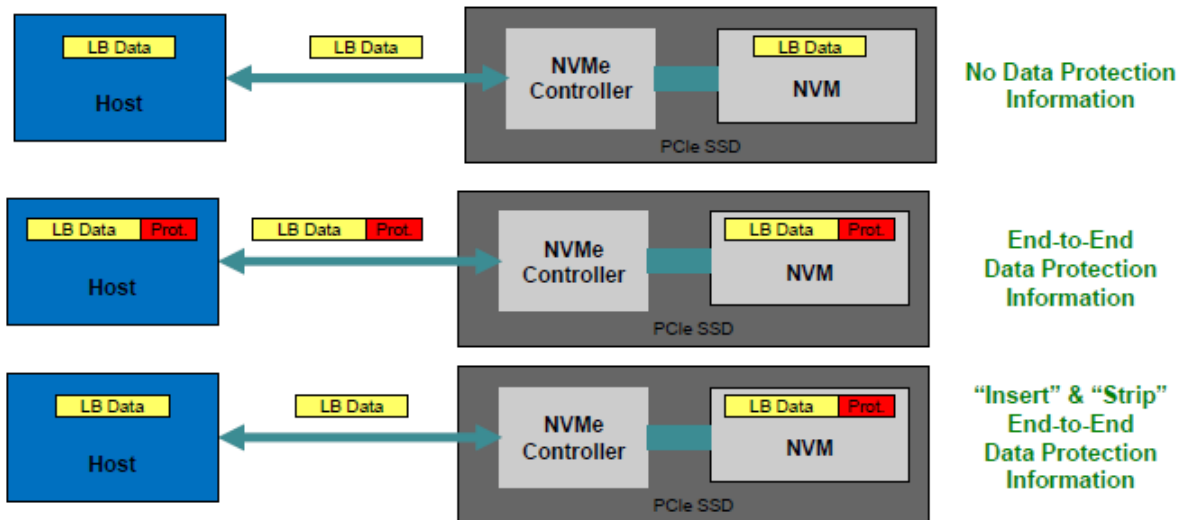 LB Data
Host
LB Data
NVMe
Controller
LB Data
NVM
PCIe SSD
No Data Protection
Information
LB Data Prot.
Host
LB Data Prot.
NVMe
Controller
LB Data Prot.
NVM
PCIe SSD
End-to-End
Data Protection
Information
LB Data
Host
LB Data
NVMe
Controller
LB Data Prot.
NVM
PCIe SSD
“Insert” & “Strip”
End-to-End
Data Protection
Information